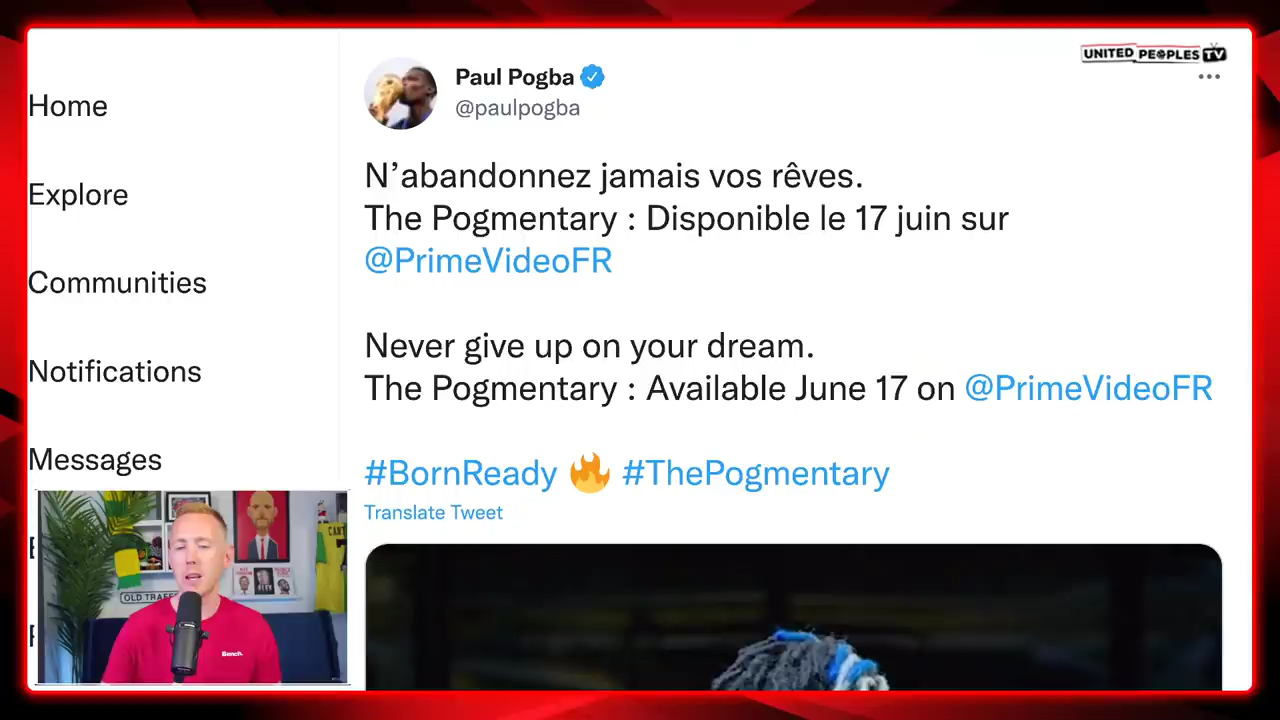 UNITED PEOPLES TV
Paul Pogba
@paulpogba
Home
Explore
Communities
Notifications
Messages
N’abandonnez jamais vos rêves.
The Pogmentary : Disponible le 17 juin sur
@PrimeVideoFR
Never give up on your dream.
The Pogmentary : Available June 17 on @PrimeVideoFR
#BornReady 🔥 #ThePogmentary
Translate Tweet
OLD TRAFF
CANT
Bench.